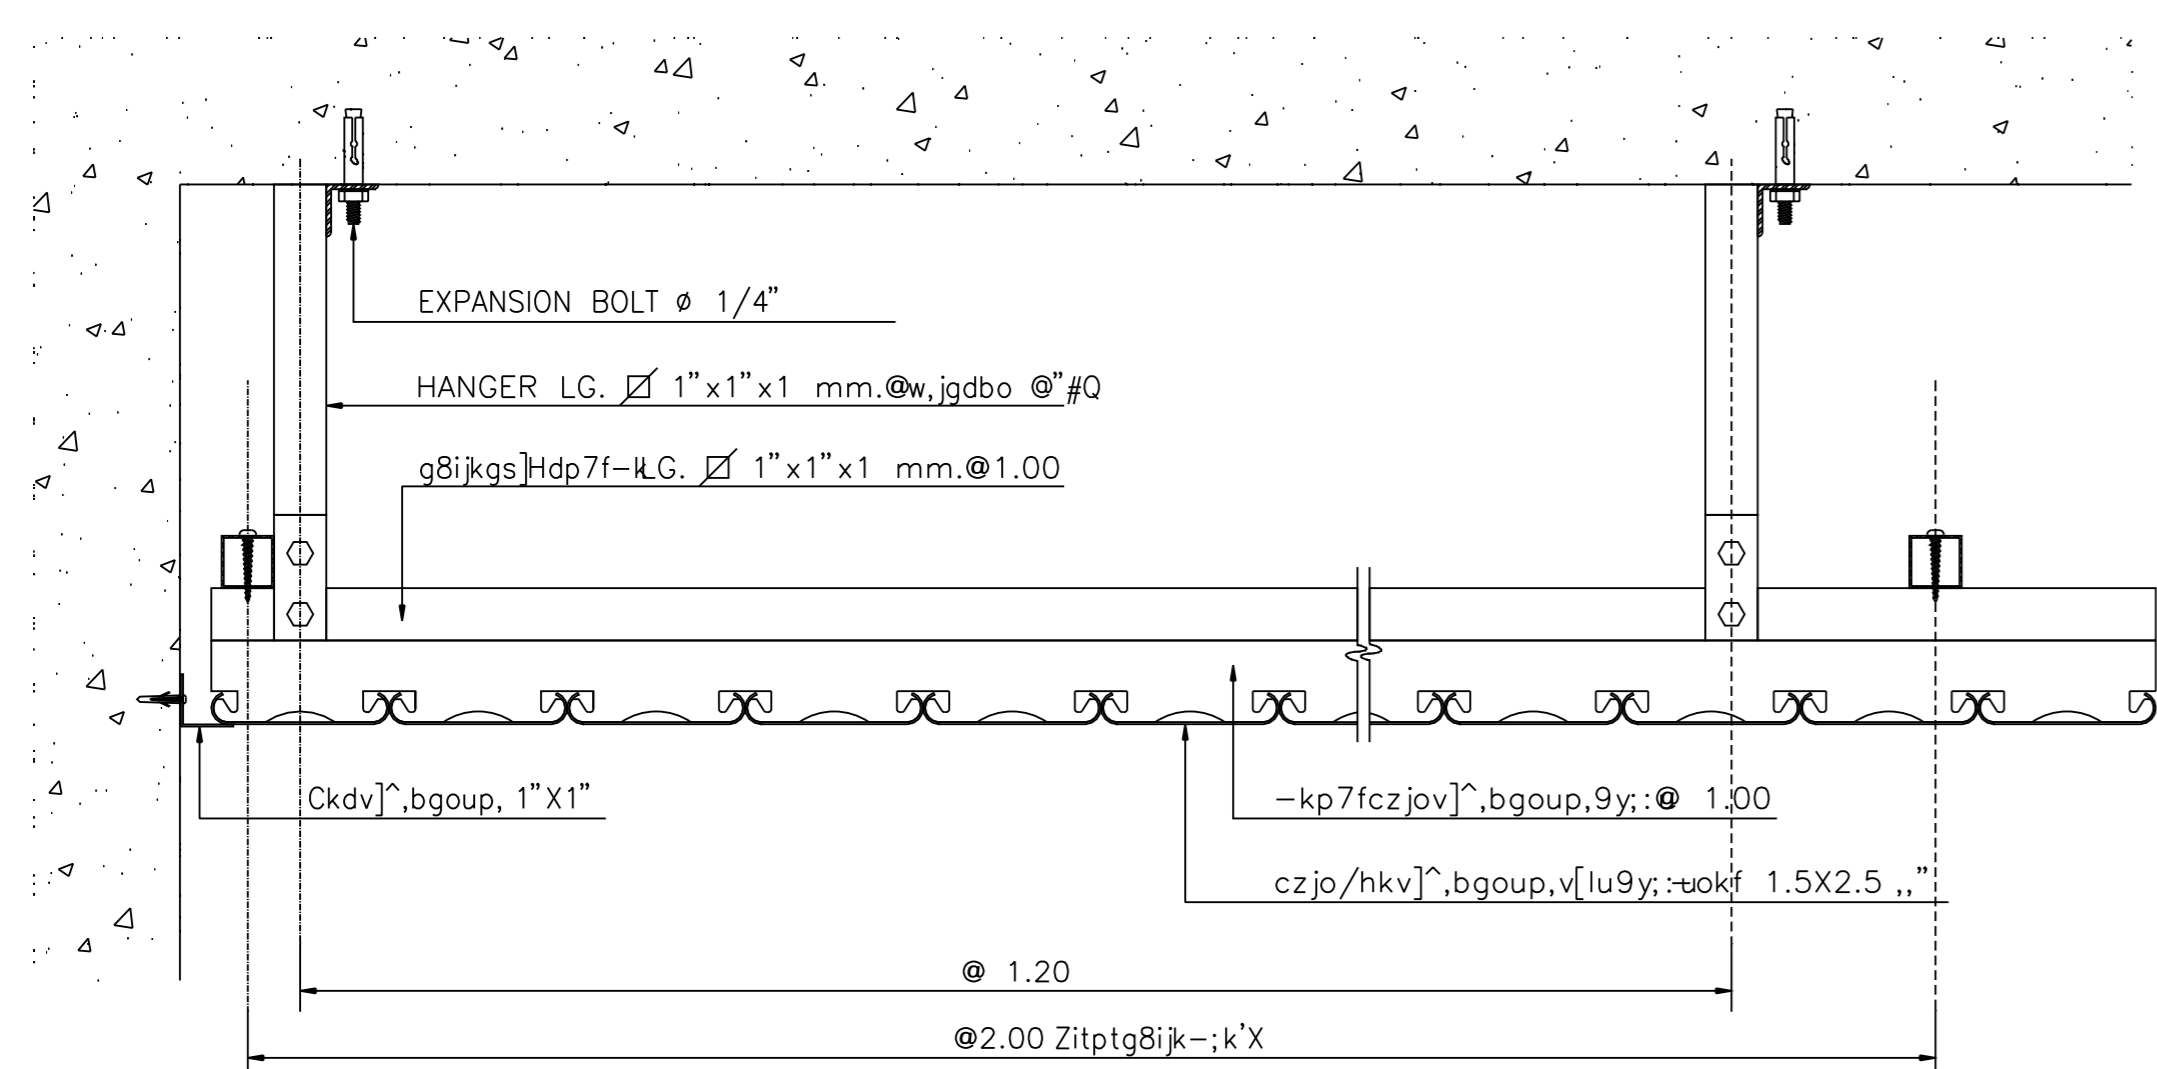 EXPANSION BOLT ø 1/4"
HANGER LG. ⍁ 1"x1"x1 mm.@w,jgdbo @"#Q
g8ijkgs]Hdp7f-kLG. ⍁ 1"x1"x1 mm.@1.00
Ckdv]^,bgoup, 1"X1"
-kp7fczjov]^,bgoup,9y;:@ 1.00
czjo/hkv]^,bgoup,v[lu9y;:-uokf 1.5X2.5 ,,"
@ 1.20
@2.00 Zitptg8ijk-;k'X